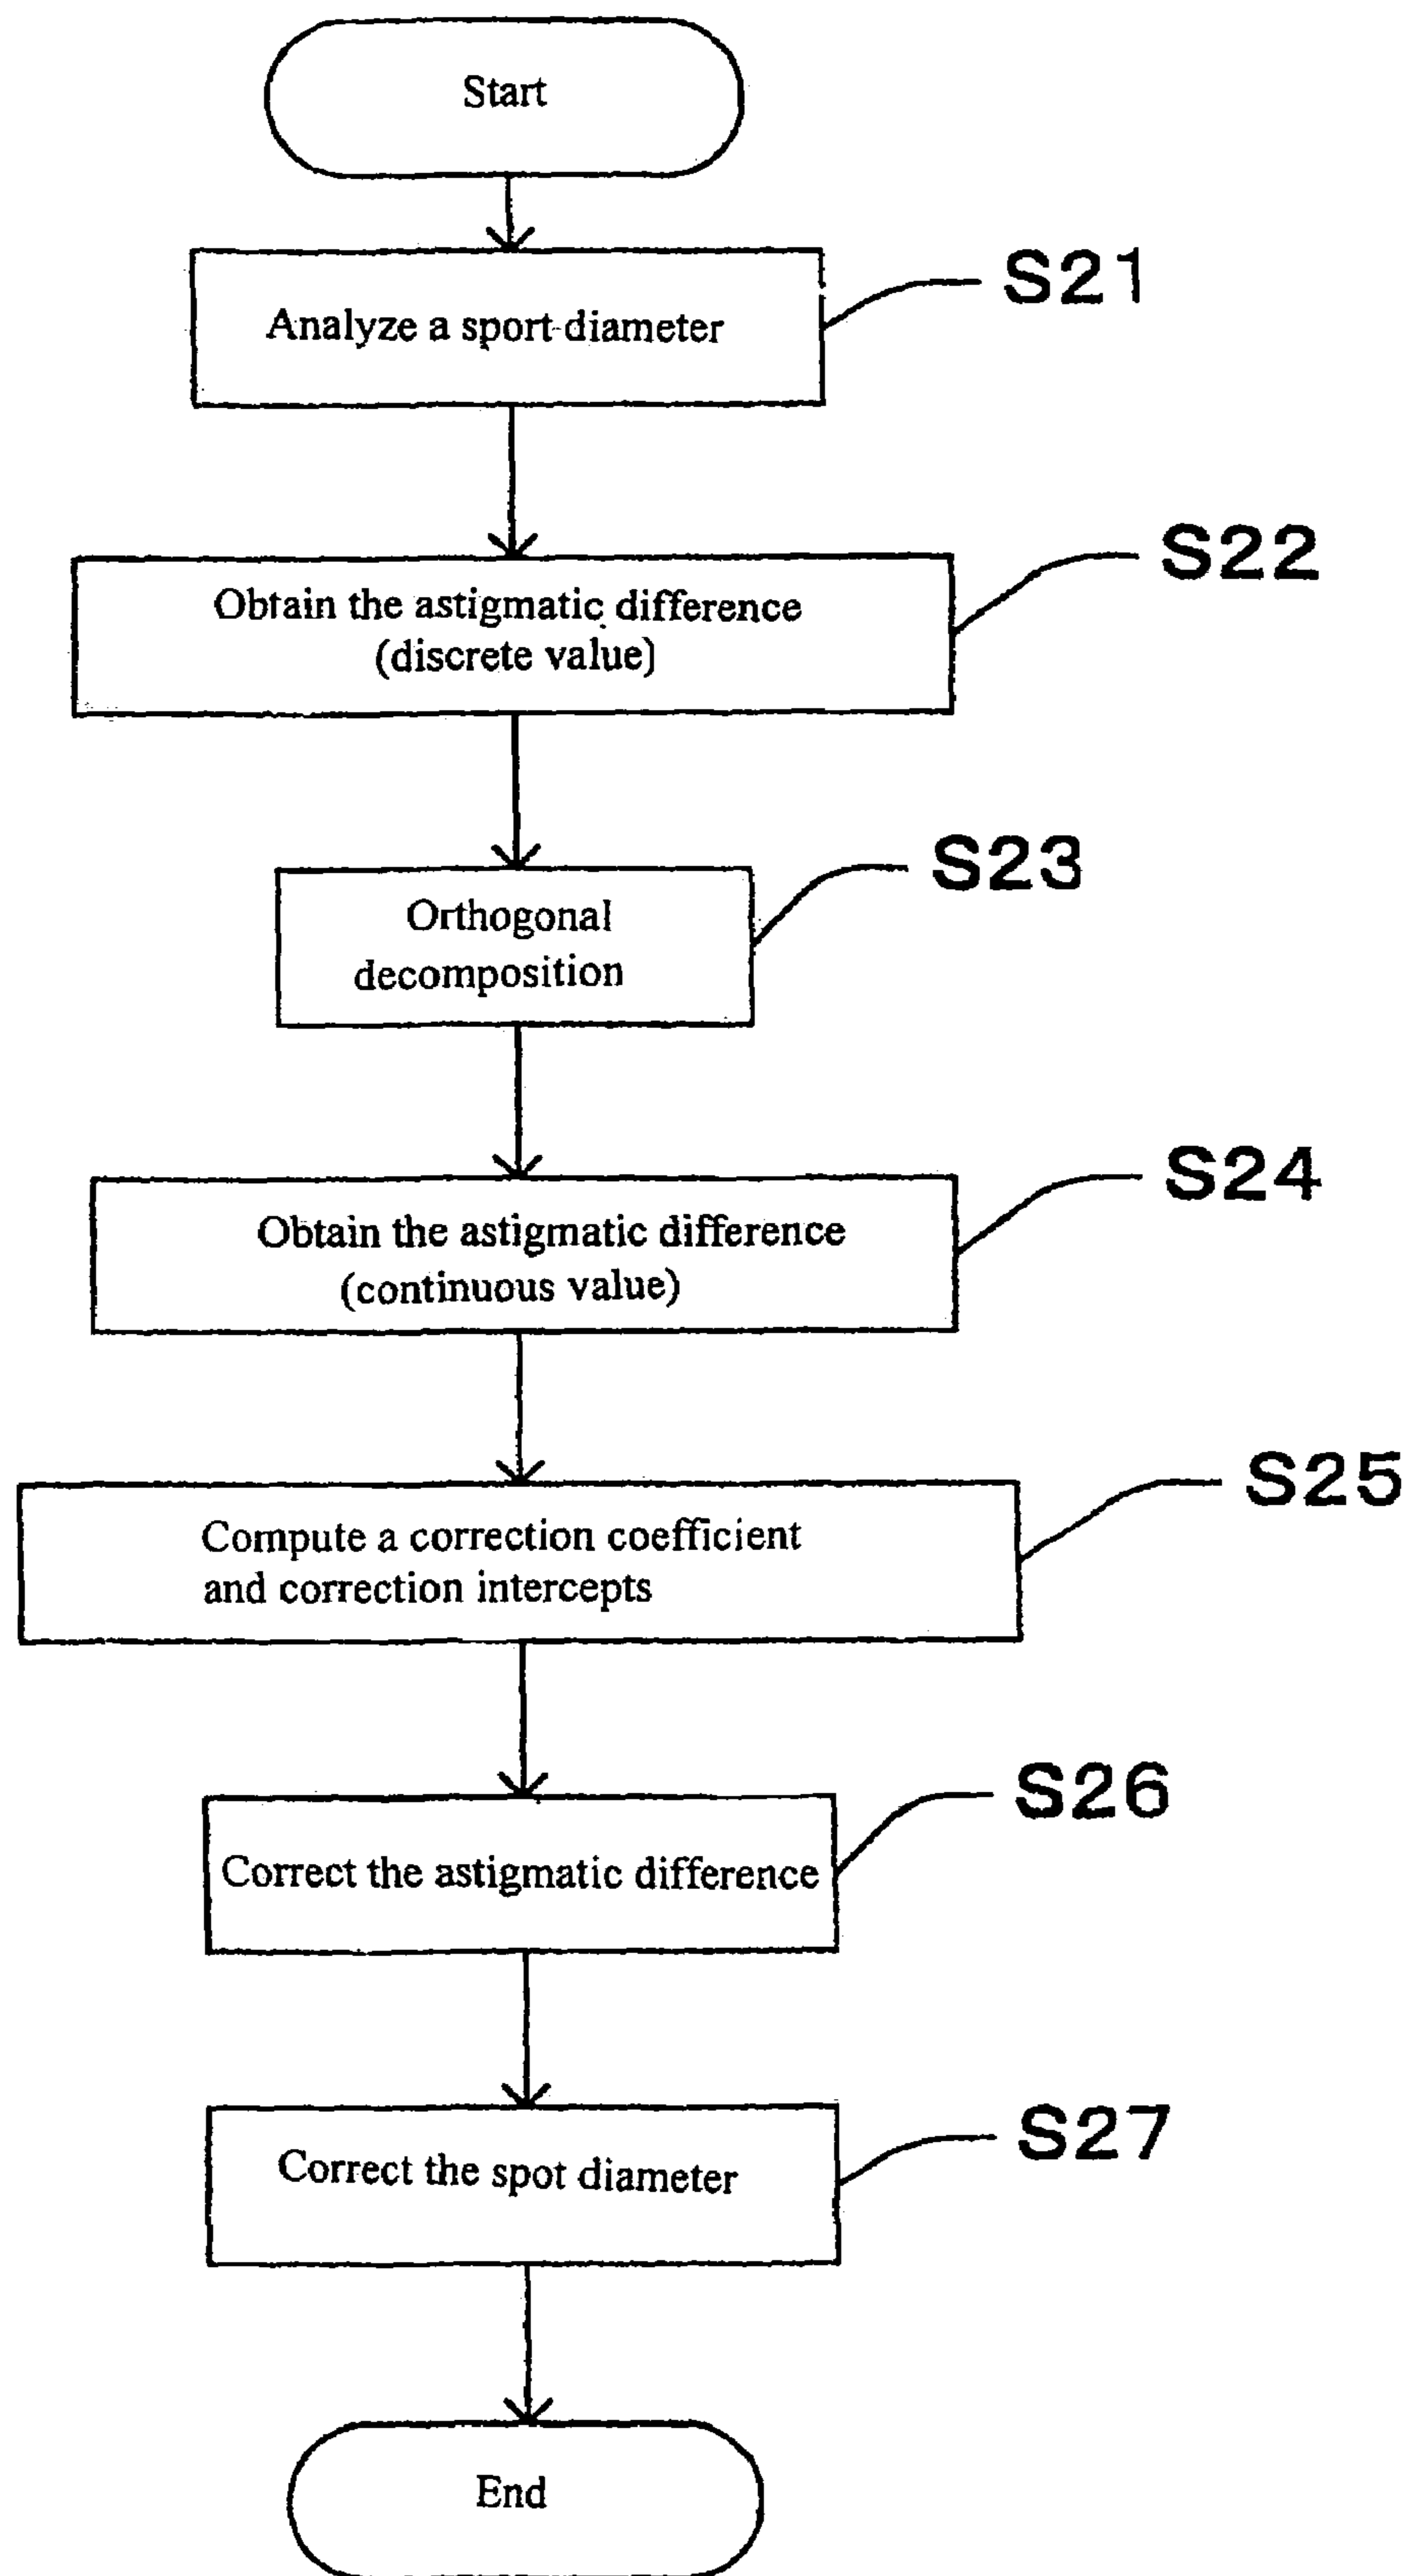 Start
Analyze a sport diameter
S21
Obtain the astigmatic difference
(discrete value)
S22
Orthogonal
decomposition
S23
Obtain the astigmatic difference
(continuous value)
S24
Compute a correction coefficient
and correction intercepts
S25
Correct the astigmatic difference
S26
Correct the spot diameter
S27
End